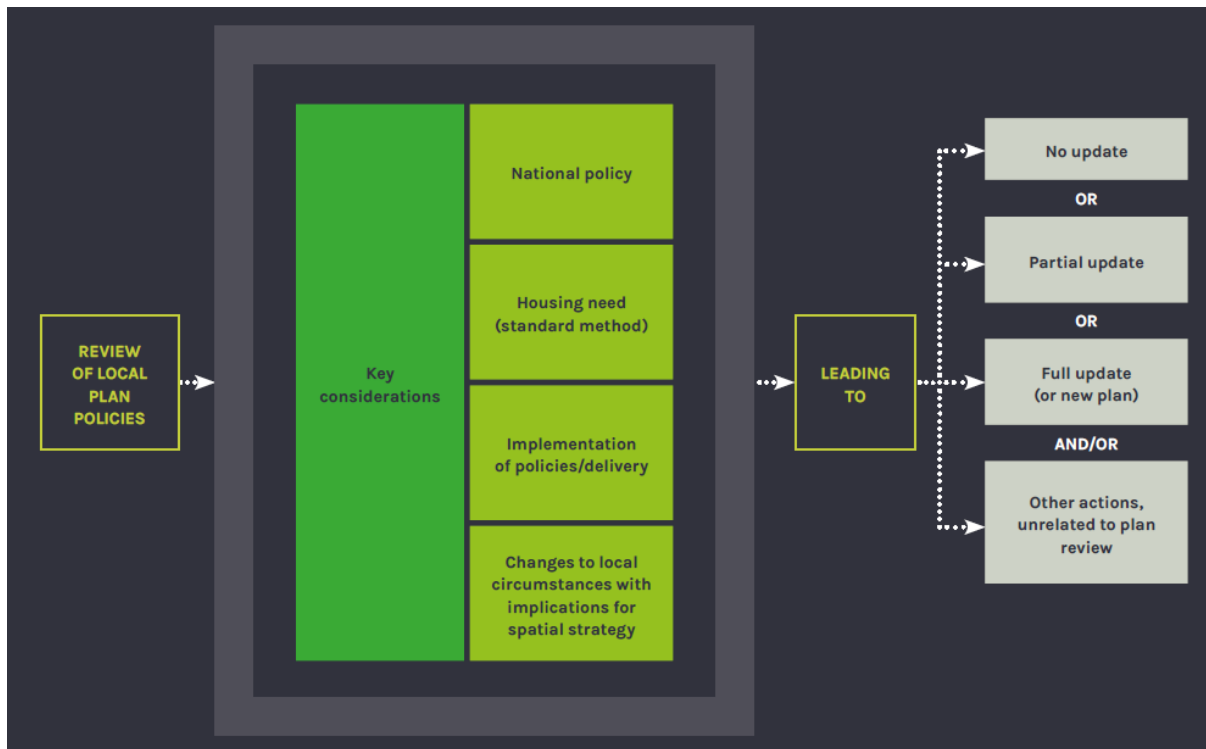 REVIEW
OF LOCAL
PLAN
POLICIES
Key
considerations
National policy
Housing need
(standard method)
Implementation
of policies/delivery
Changes to local
circumstances with
implications for
spatial strategy
LEADING
TO
No update
OR
Partial update
OR
Full update
(or new plan)
AND/OR
Other actions,
unrelated to plan
review